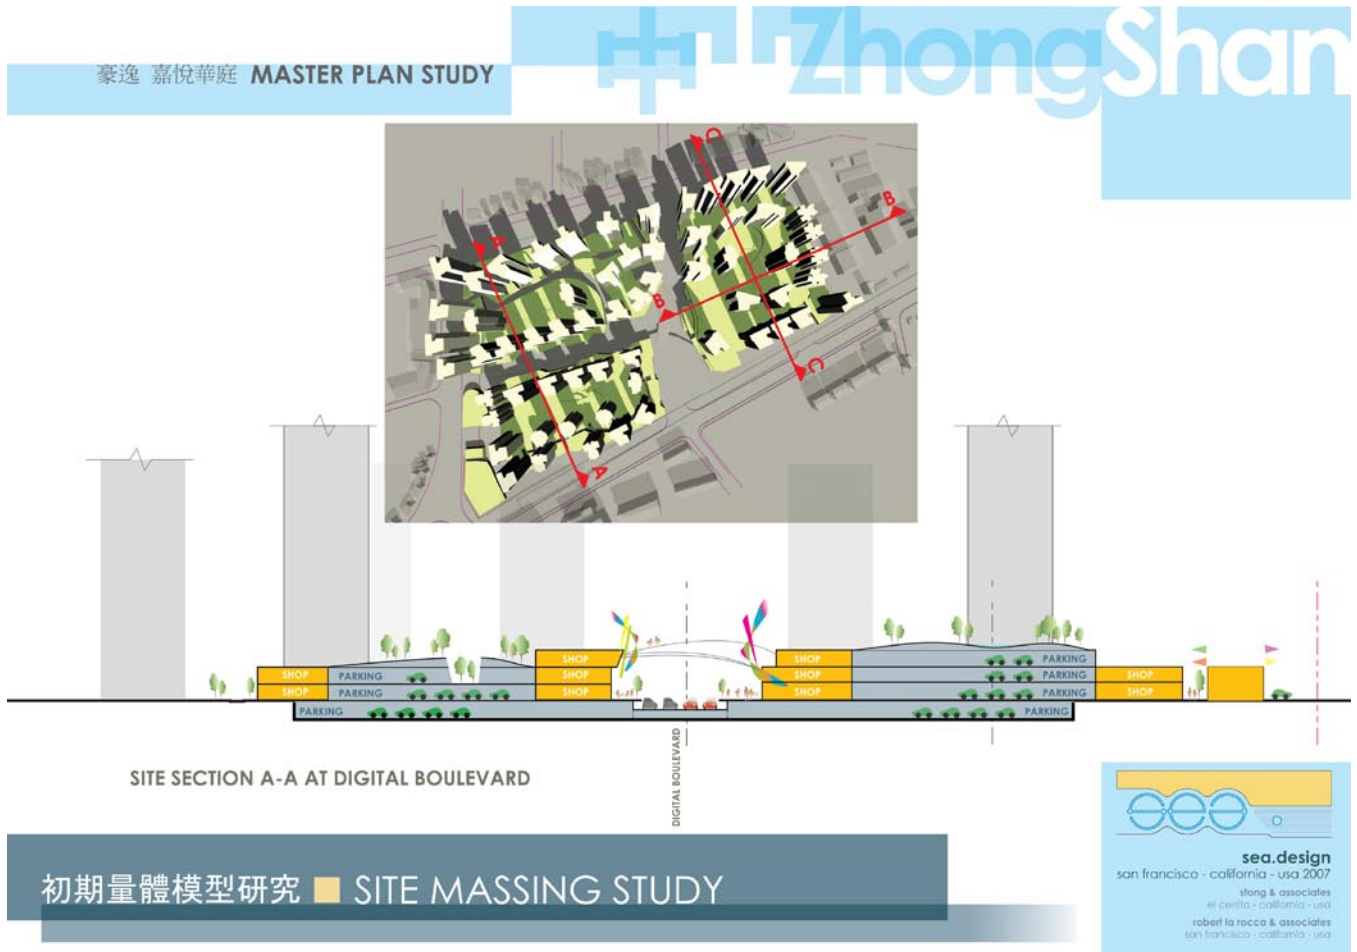 豪逸 嘉悅華庭 MASTER PLAN STUDY
中山 ZhongShan
C
B
A
B
C
A
SHOP
SHOP
PARKING
SHOP
PARKING
SHOP
PARKING
SHOP
PARKING
SHOP
PARKING
SHOP
SHOP
PARKING
SHOP
PARKING
SHOP
DIGITAL BOULEVARD
SITE SECTION A-A AT DIGITAL BOULEVARD
初期量體模型研究 SITE MASSING STUDY
sea
sea.design
san francisco - california - usa 2007
stong & associates
el cerrito - california - usa
robert la rocca & associates
san francisco - california - usa